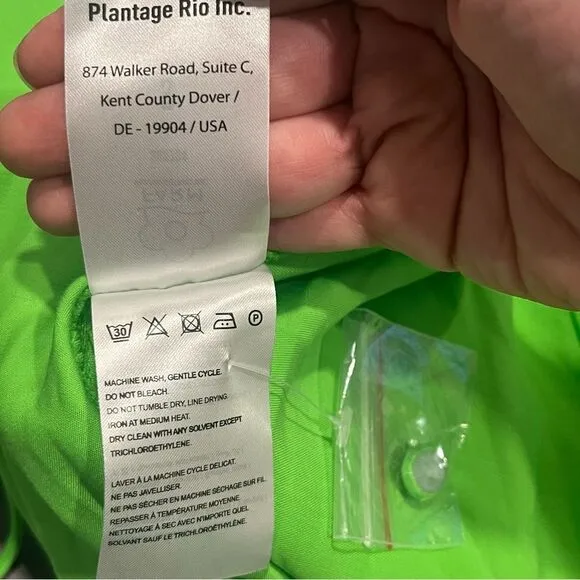 Plantage Rio Inc.
874 Walker Road, Suite C,
Kent County Dover /
DE - 19904 / USA
FARM
30
P
MACHINE WASH, GENTLE CYCLE.
DO NOT BLEACH.
DO NOT TUMBLE DRY, LINE DRYING.
IRON AT MEDIUM HEAT.
DRY CLEAN WITH ANY SOLVENT EXCEPT
TRICHLOROETHYLENE.
LAVER À LA MACHINE CYCLE DELICAT.
NE PAS JAVELLISER.
NE PAS SÉCHER EN MACHINE SÉCHAGE SUR FIL.
REPASSER À TEMPÉRATURE MOYENNE
NETTOYAGE À SEC AVEC N'IMPORTE QUEL
SOLVANT SAUF LE TRICHLOROÉTHYLÈNE.